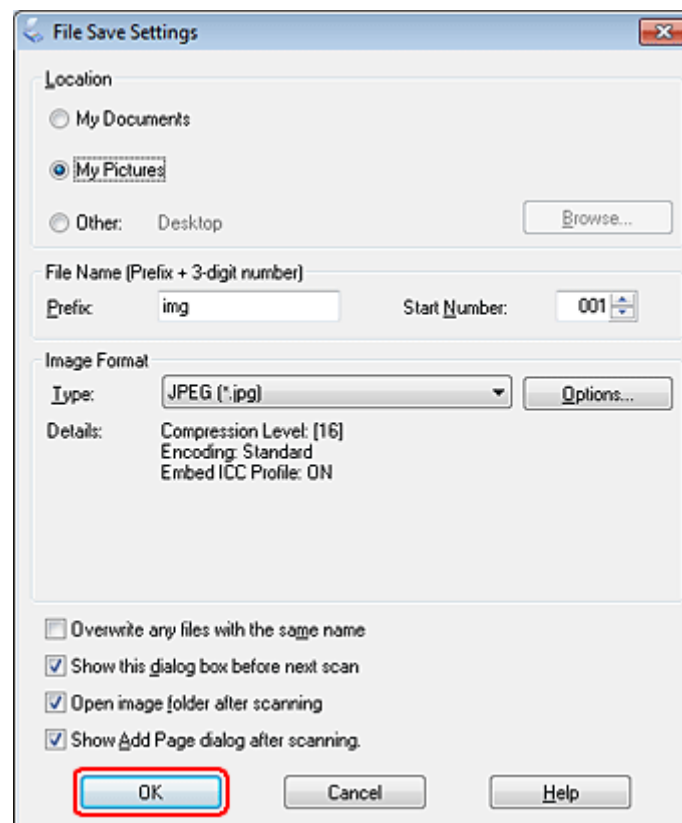 File Save Settings
Location
My Documents
My Pictures
Other: Desktop Browse...
File Name (Prefix + 3-digit number)
Prefix: img Start Number: 001
Image Format
Type: JPEG (*.jpg) Options...
Details: Compression Level: [16]
Encoding: Standard
Embed ICC Profile: ON
Overwrite any files with the same name
Show this dialog box before next scan
Open image folder after scanning
Show Add Page dialog after scanning.
OK Cancel Help